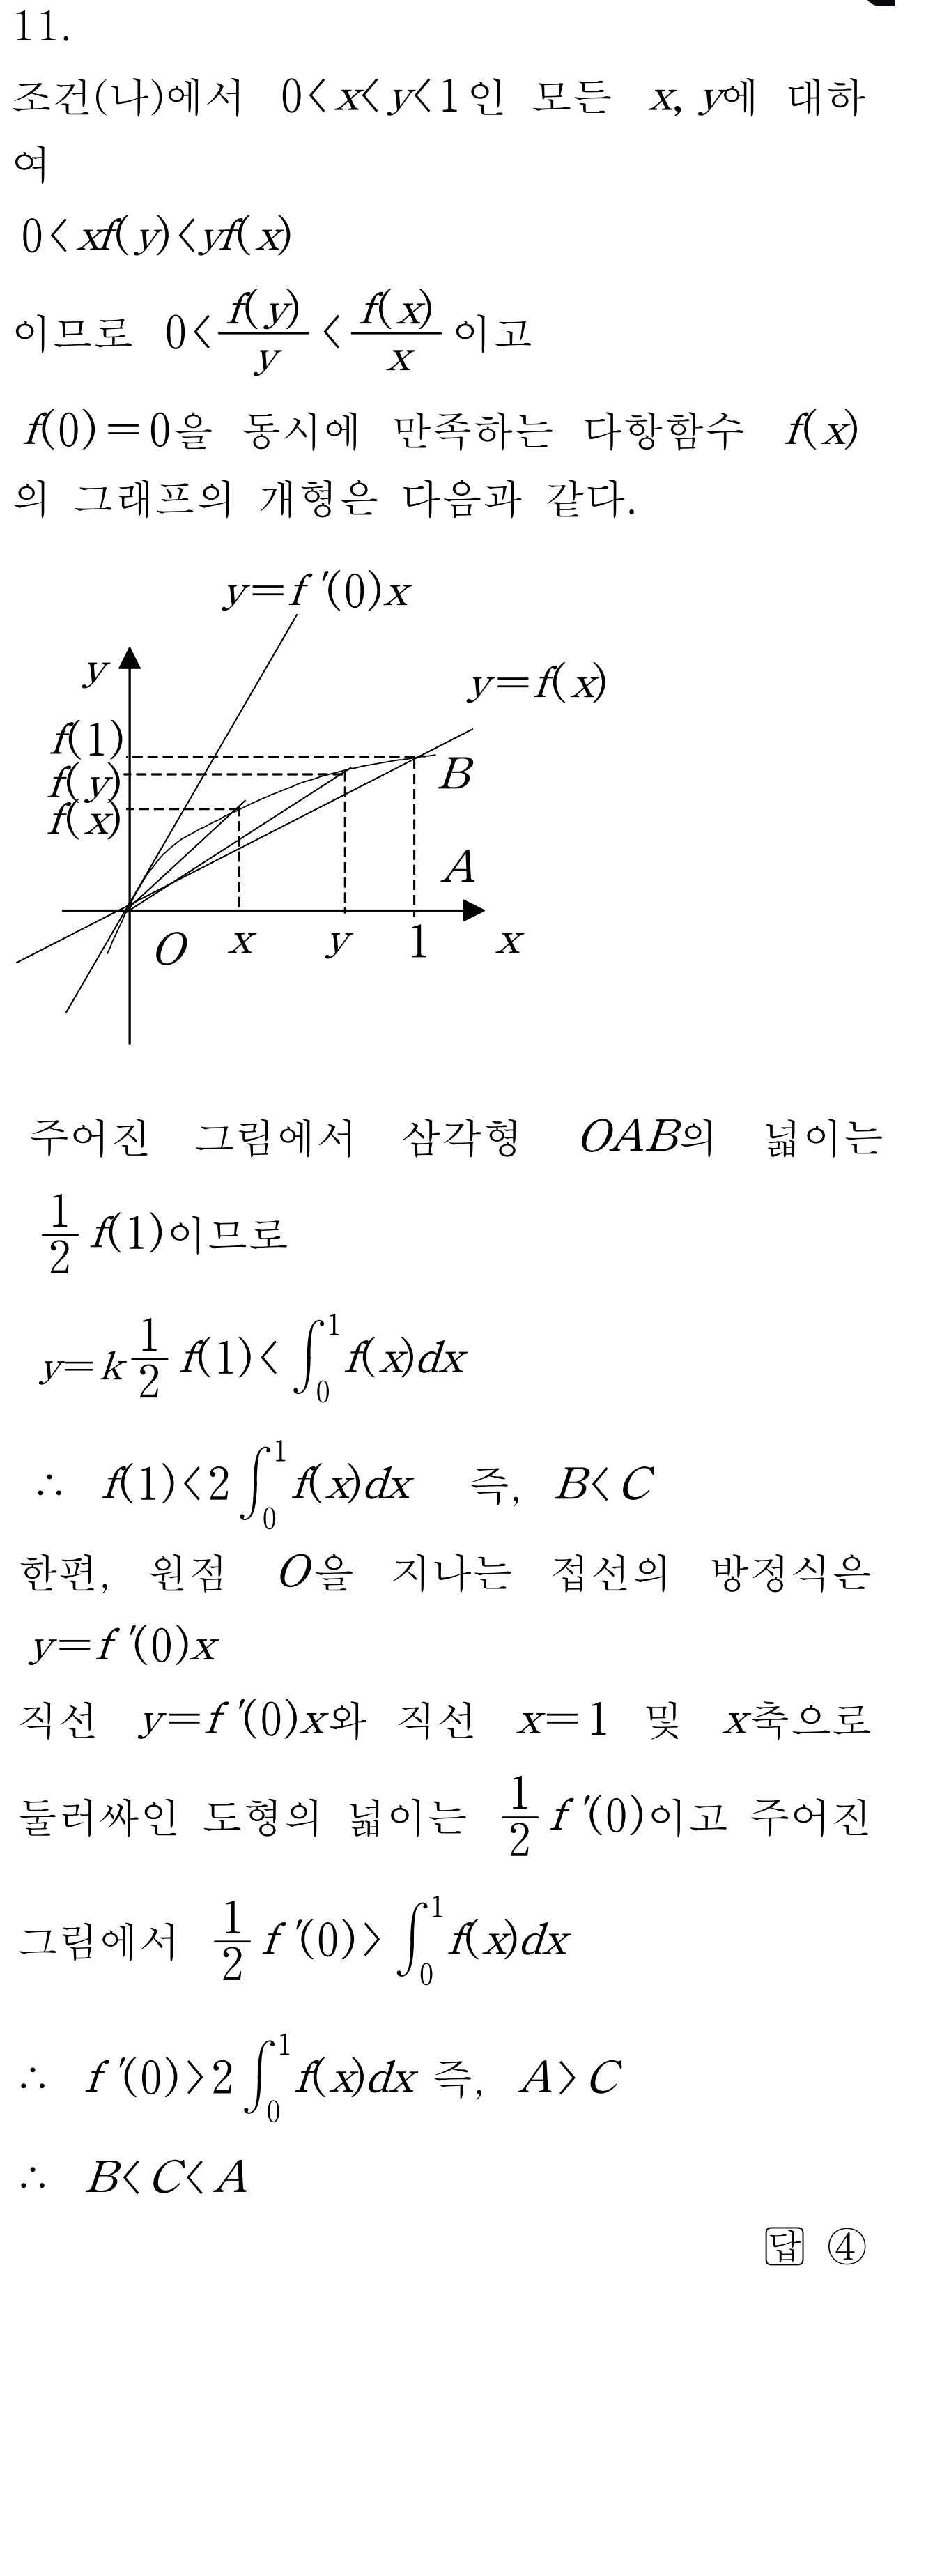 11.
조건(나)에서 0<x<y<1인 모든 x, y에 대하
여
0<xf(y)<yf(x)
이므로 0<\frac{f(y)}{y}<\frac{f(x)}{x}이고
f(0)=0을 동시에 만족하는 다항함수 f(x)
의 그래프의 개형은 다음과 같다.
y=f′(0)x
y
y=f(x)
f(1)
f(y)
B
f(x)
A
O x y 1 x
주어진 그림에서 삼각형 OAB의 넓이는
\frac{1}{2}f(1)이므로
y=k\frac{1}{2}f(1)<\int_0^1 f(x)dx
∴ f(1)<2\int_0^1 f(x)dx 즉, B<C
한편, 원점 O을 지나는 접선의 방정식은
y=f′(0)x
직선 y=f′(0)x와 직선 x=1 및 x축으로
둘러싸인 도형의 넓이는 \frac{1}{2}f′(0)이고 주어진
그림에서 \frac{1}{2}f′(0)>\int_0^1 f(x)dx
∴ f′(0)>2\int_0^1 f(x)dx 즉, A>C
∴ B<C<A
답 ④